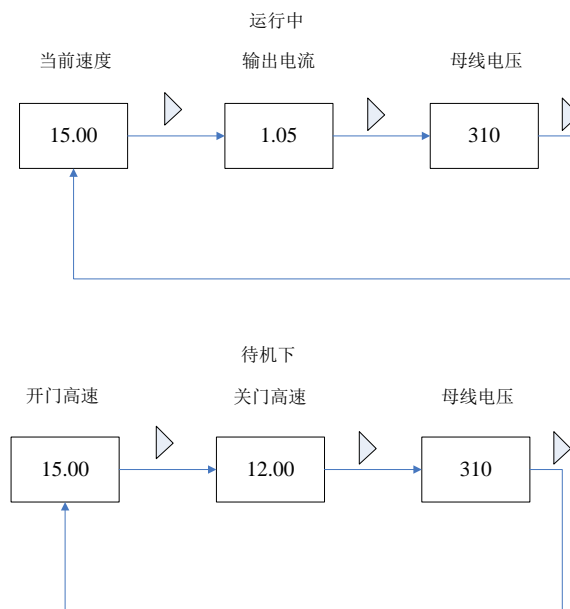 运行中
当前速度 输出电流 母线电压
15.00 1.05 310
待机下
开门高速 关门高速 母线电压
15.00 12.00 310